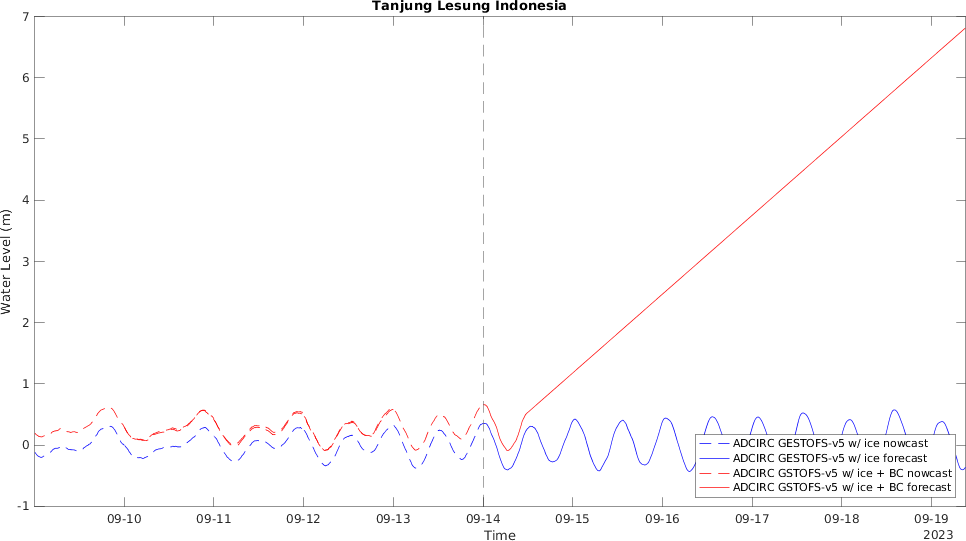 Tanjung Lesung Indonesia
7
6
5
4
3
2
1
0
-1
Water Level (m)
ADCIRC GESTOFS-v5 w/ ice nowcast
ADCIRC GESTOFS-v5 w/ ice forecast
ADCIRC GSTOFS-v5 w/ ice + BC nowcast
ADCIRC GSTOFS-v5 w/ ice + BC forecast
09-10 09-11 09-12 09-13 09-14 09-15 09-16 09-17 09-18 09-19
Time
2023